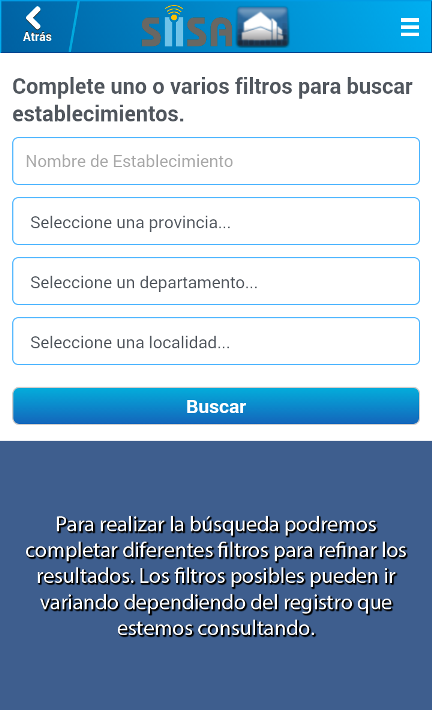 Atrás
SIISA
Complete uno o varios filtros para buscar
establecimientos.
Nombre de Establecimiento
Seleccione una provincia...
Seleccione un departamento...
Seleccione una localidad...
Buscar
Para realizar la búsqueda podremos
completar diferentes filtros para refinar los
resultados. Los filtros posibles pueden ir
variando dependiendo del registro que
estemos consultando.